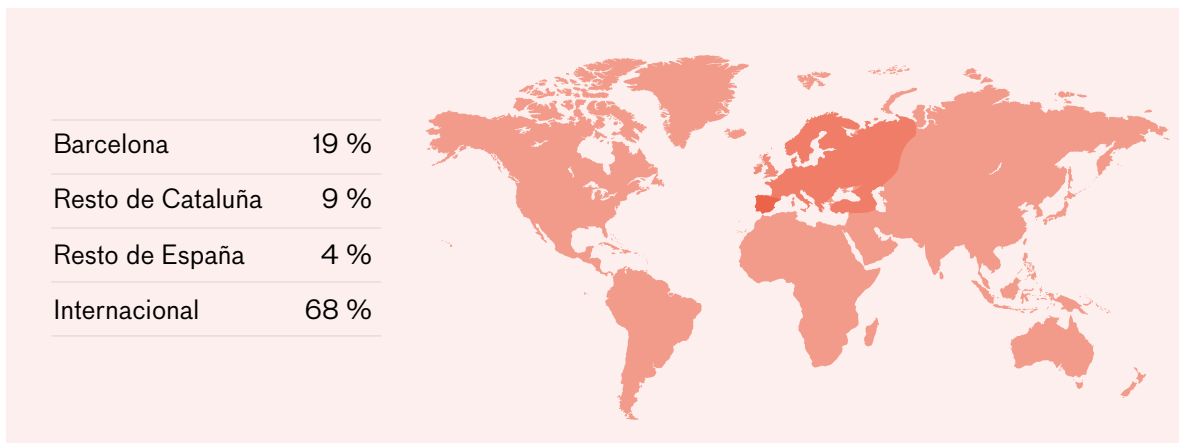 Barcelona 19 %
Resto de Cataluña 9 %
Resto de España 4 %
Internacional 68 %